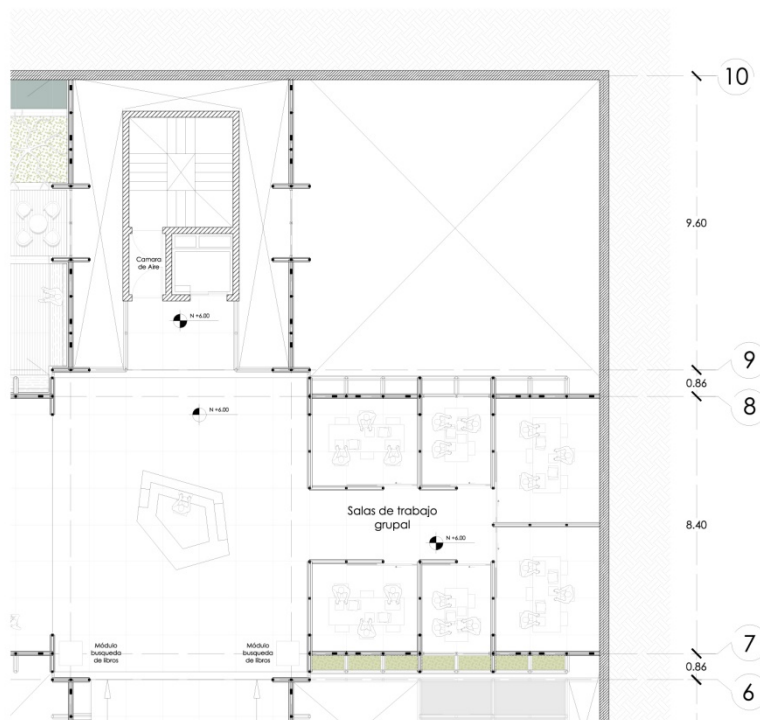 10
9.60
Camara
de Aire
N +6.00
9
0.86
N +6.00
8
Salas de trabajo
grupal
N +6.00
8.40
Módulo
busqueda
de libros
Módulo
busqueda
de libros
7
0.86
6